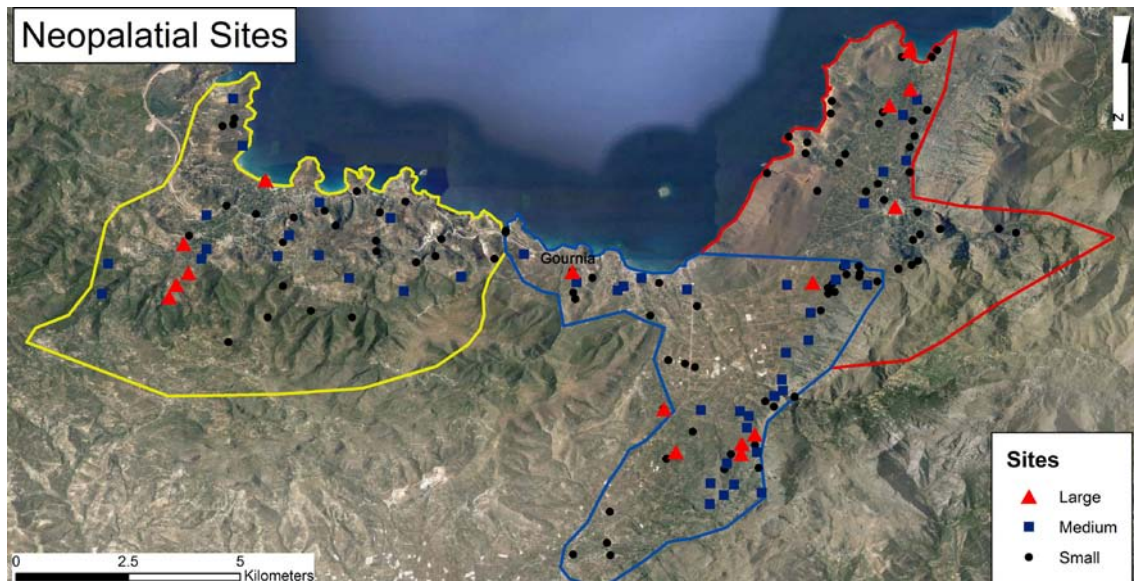 Neopalatial Sites
Z
Gournia
Sites
Large
Medium
Small
0 2.5 5
Kilometers